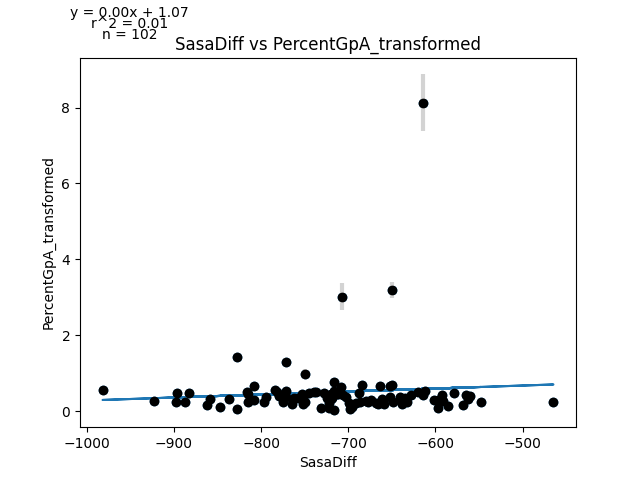 y = 0.00x + 1.07
r^2 = 0.01
n = 102
SasaDiff vs PercentGpA_transformed
8
6
4
2
0
PercentGpA_transformed
−1000 −900 −800 −700 −600 −500
SasaDiff